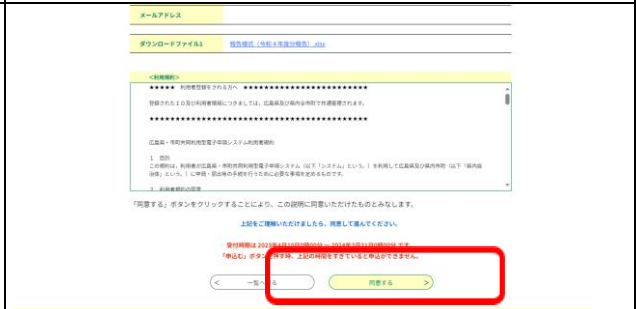 メールアドレス
ダウンロードファイル1 報告様式（令和４年度分報告）.xlsx
＜利用規約＞
★★★★★ 利用者登録をされる方へ ★★★★★★★★★★★★★★★★★★★★★★★★
登録されたＩＤ及び利用者情報につきましては、広島県及び県内全市町で共通管理されます。
広島県・市町共同利用型電子申請システム利用者規約
１ 目的
この規約は、利用者が広島県・市町共同利用型電子申請システム（以下「システム」という。）を利用して広島県及び県内市町（以下「県内自
治体」という。）に申請・届出等の手続を行うために必要な事項を定めるものです。
２ 利用者規約の同意
「同意する」ボタンをクリックすることにより、この説明に同意いただけたものとみなします。
上記をご理解いただけましたら、同意して進んでください。
受付時期は 2023年4月10日0時00分 ～ 2024年3月31日0時00分 です。
「申込む」ボタンを押す時、上記の時間をすぎていると申込ができません。
＜ 一覧へ戻る 同意する ＞